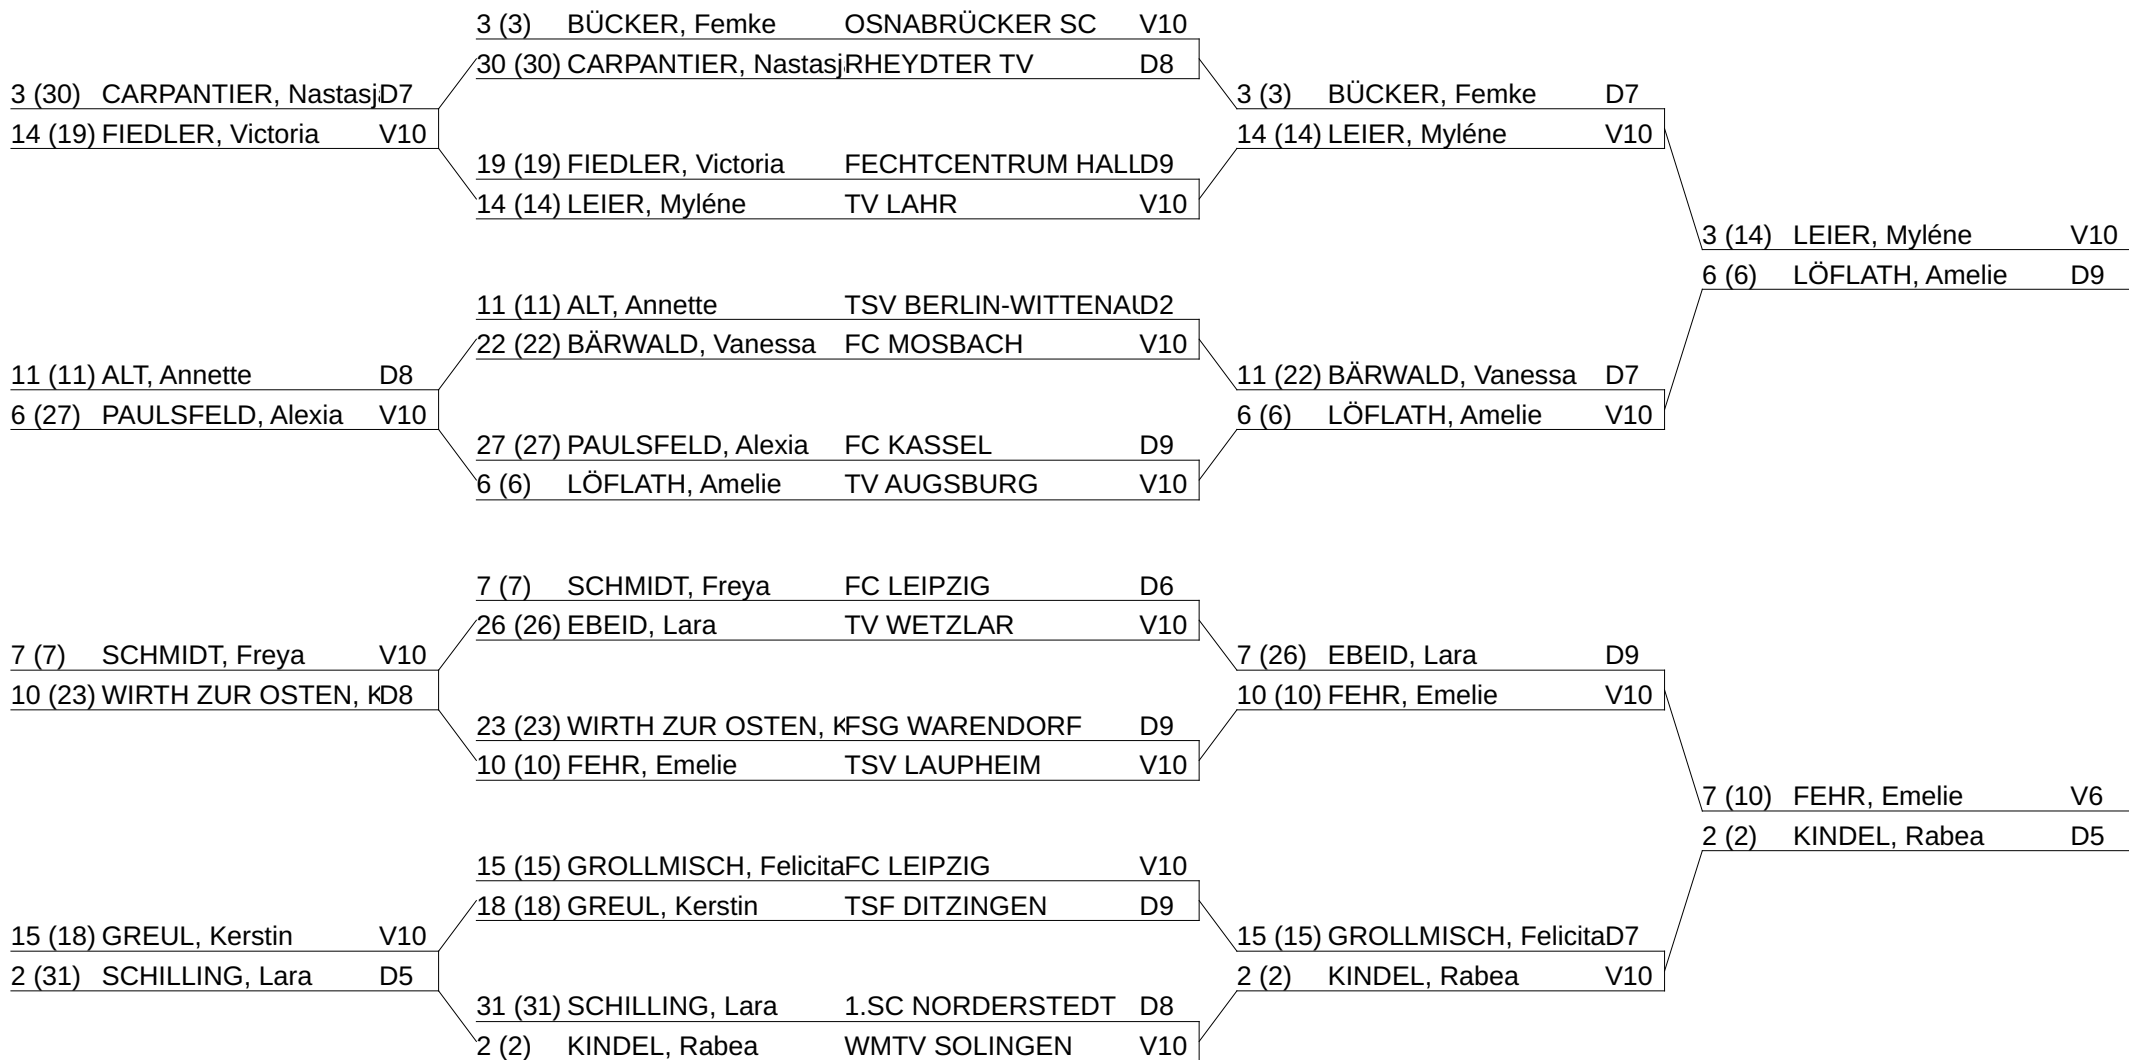 3 (3) BÜCKER, Femke OSNABRÜCKER SC V10
30 (30) CARPANTIER, Nastasj RHEYDTER TV D8
3 (30) CARPANTIER, Nastasj D7
3 (3) BÜCKER, Femke D7
14 (19) FIEDLER, Victoria V10
14 (14) LEIER, Myléne V10
19 (19) FIEDLER, Victoria FECHTCENTRUM HALL D9
14 (14) LEIER, Myléne TV LAHR V10
3 (14) LEIER, Myléne V10
6 (6) LÖFLATH, Amelie D9
11 (11) ALT, Annette TSV BERLIN-WITTENAU D2
22 (22) BÄRWALD, Vanessa FC MOSBACH V10
11 (11) ALT, Annette D8
11 (22) BÄRWALD, Vanessa D7
6 (27) PAULSFELD, Alexia V10
6 (6) LÖFLATH, Amelie V10
27 (27) PAULSFELD, Alexia FC KASSEL D9
6 (6) LÖFLATH, Amelie TV AUGSBURG V10
7 (7) SCHMIDT, Freya FC LEIPZIG D6
26 (26) EBEID, Lara TV WETZLAR V10
7 (7) SCHMIDT, Freya V10
7 (26) EBEID, Lara D9
10 (23) WIRTH ZUR OSTEN, K D8
10 (10) FEHR, Emelie V10
23 (23) WIRTH ZUR OSTEN, K FSG WARENDORF D9
10 (10) FEHR, Emelie TSV LAUPHEIM V10
7 (10) FEHR, Emelie V6
2 (2) KINDEL, Rabea D5
15 (15) GROLLMISCH, Felicita FC LEIPZIG V10
18 (18) GREUL, Kerstin TSF DITZINGEN D9
15 (18) GREUL, Kerstin V10
15 (15) GROLLMISCH, Felicita D7
2 (31) SCHILLING, Lara D5
2 (2) KINDEL, Rabea V10
31 (31) SCHILLING, Lara 1.SC NORDERSTEDT D8
2 (2) KINDEL, Rabea WMTV SOLINGEN V10